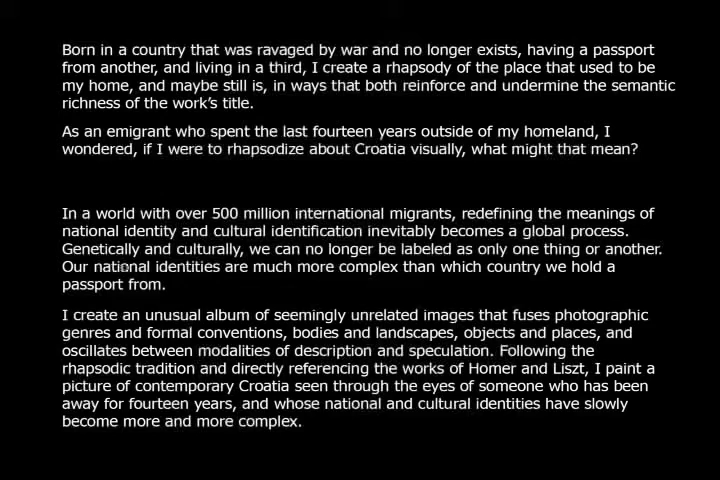 Born in a country that was ravaged by war and no longer exists, having a passport
from another, and living in a third, I create a rhapsody of the place that used to be
my home, and maybe still is, in ways that both reinforce and undermine the semantic
richness of the work’s title.
As an emigrant who spent the last fourteen years outside of my homeland, I
wondered, if I were to rhapsodize about Croatia visually, what might that mean?
In a world with over 500 million international migrants, redefining the meanings of
national identity and cultural identification inevitably becomes a global process.
Genetically and culturally, we can no longer be labeled as only one thing or another.
Our national identities are much more complex than which country we hold a
passport from.
I create an unusual album of seemingly unrelated images that fuses photographic
genres and formal conventions, bodies and landscapes, objects and places, and
oscillates between modalities of description and speculation. Following the
rhapsodic tradition and directly referencing the works of Homer and Liszt, I paint a
picture of contemporary Croatia seen through the eyes of someone who has been
away for fourteen years, and whose national and cultural identities have slowly
become more and more complex.